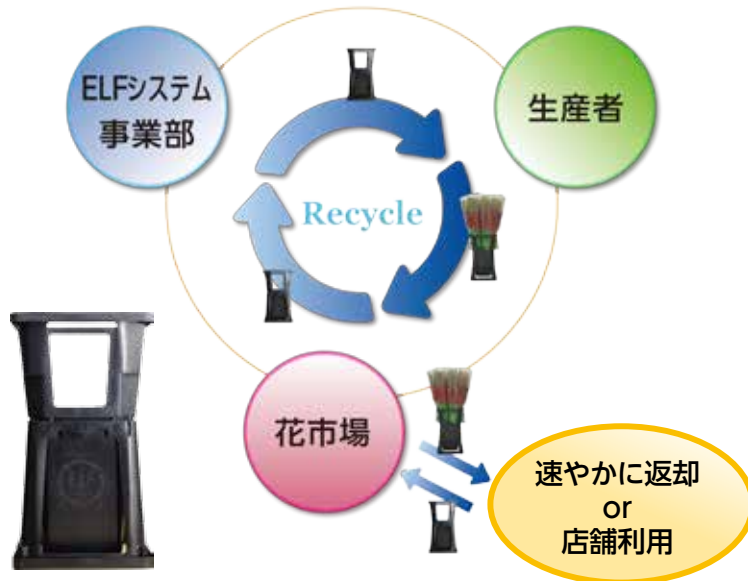 ELFシステム
事業部
生産者
Recycle
花市場
速やかに返却
or
店舗利用